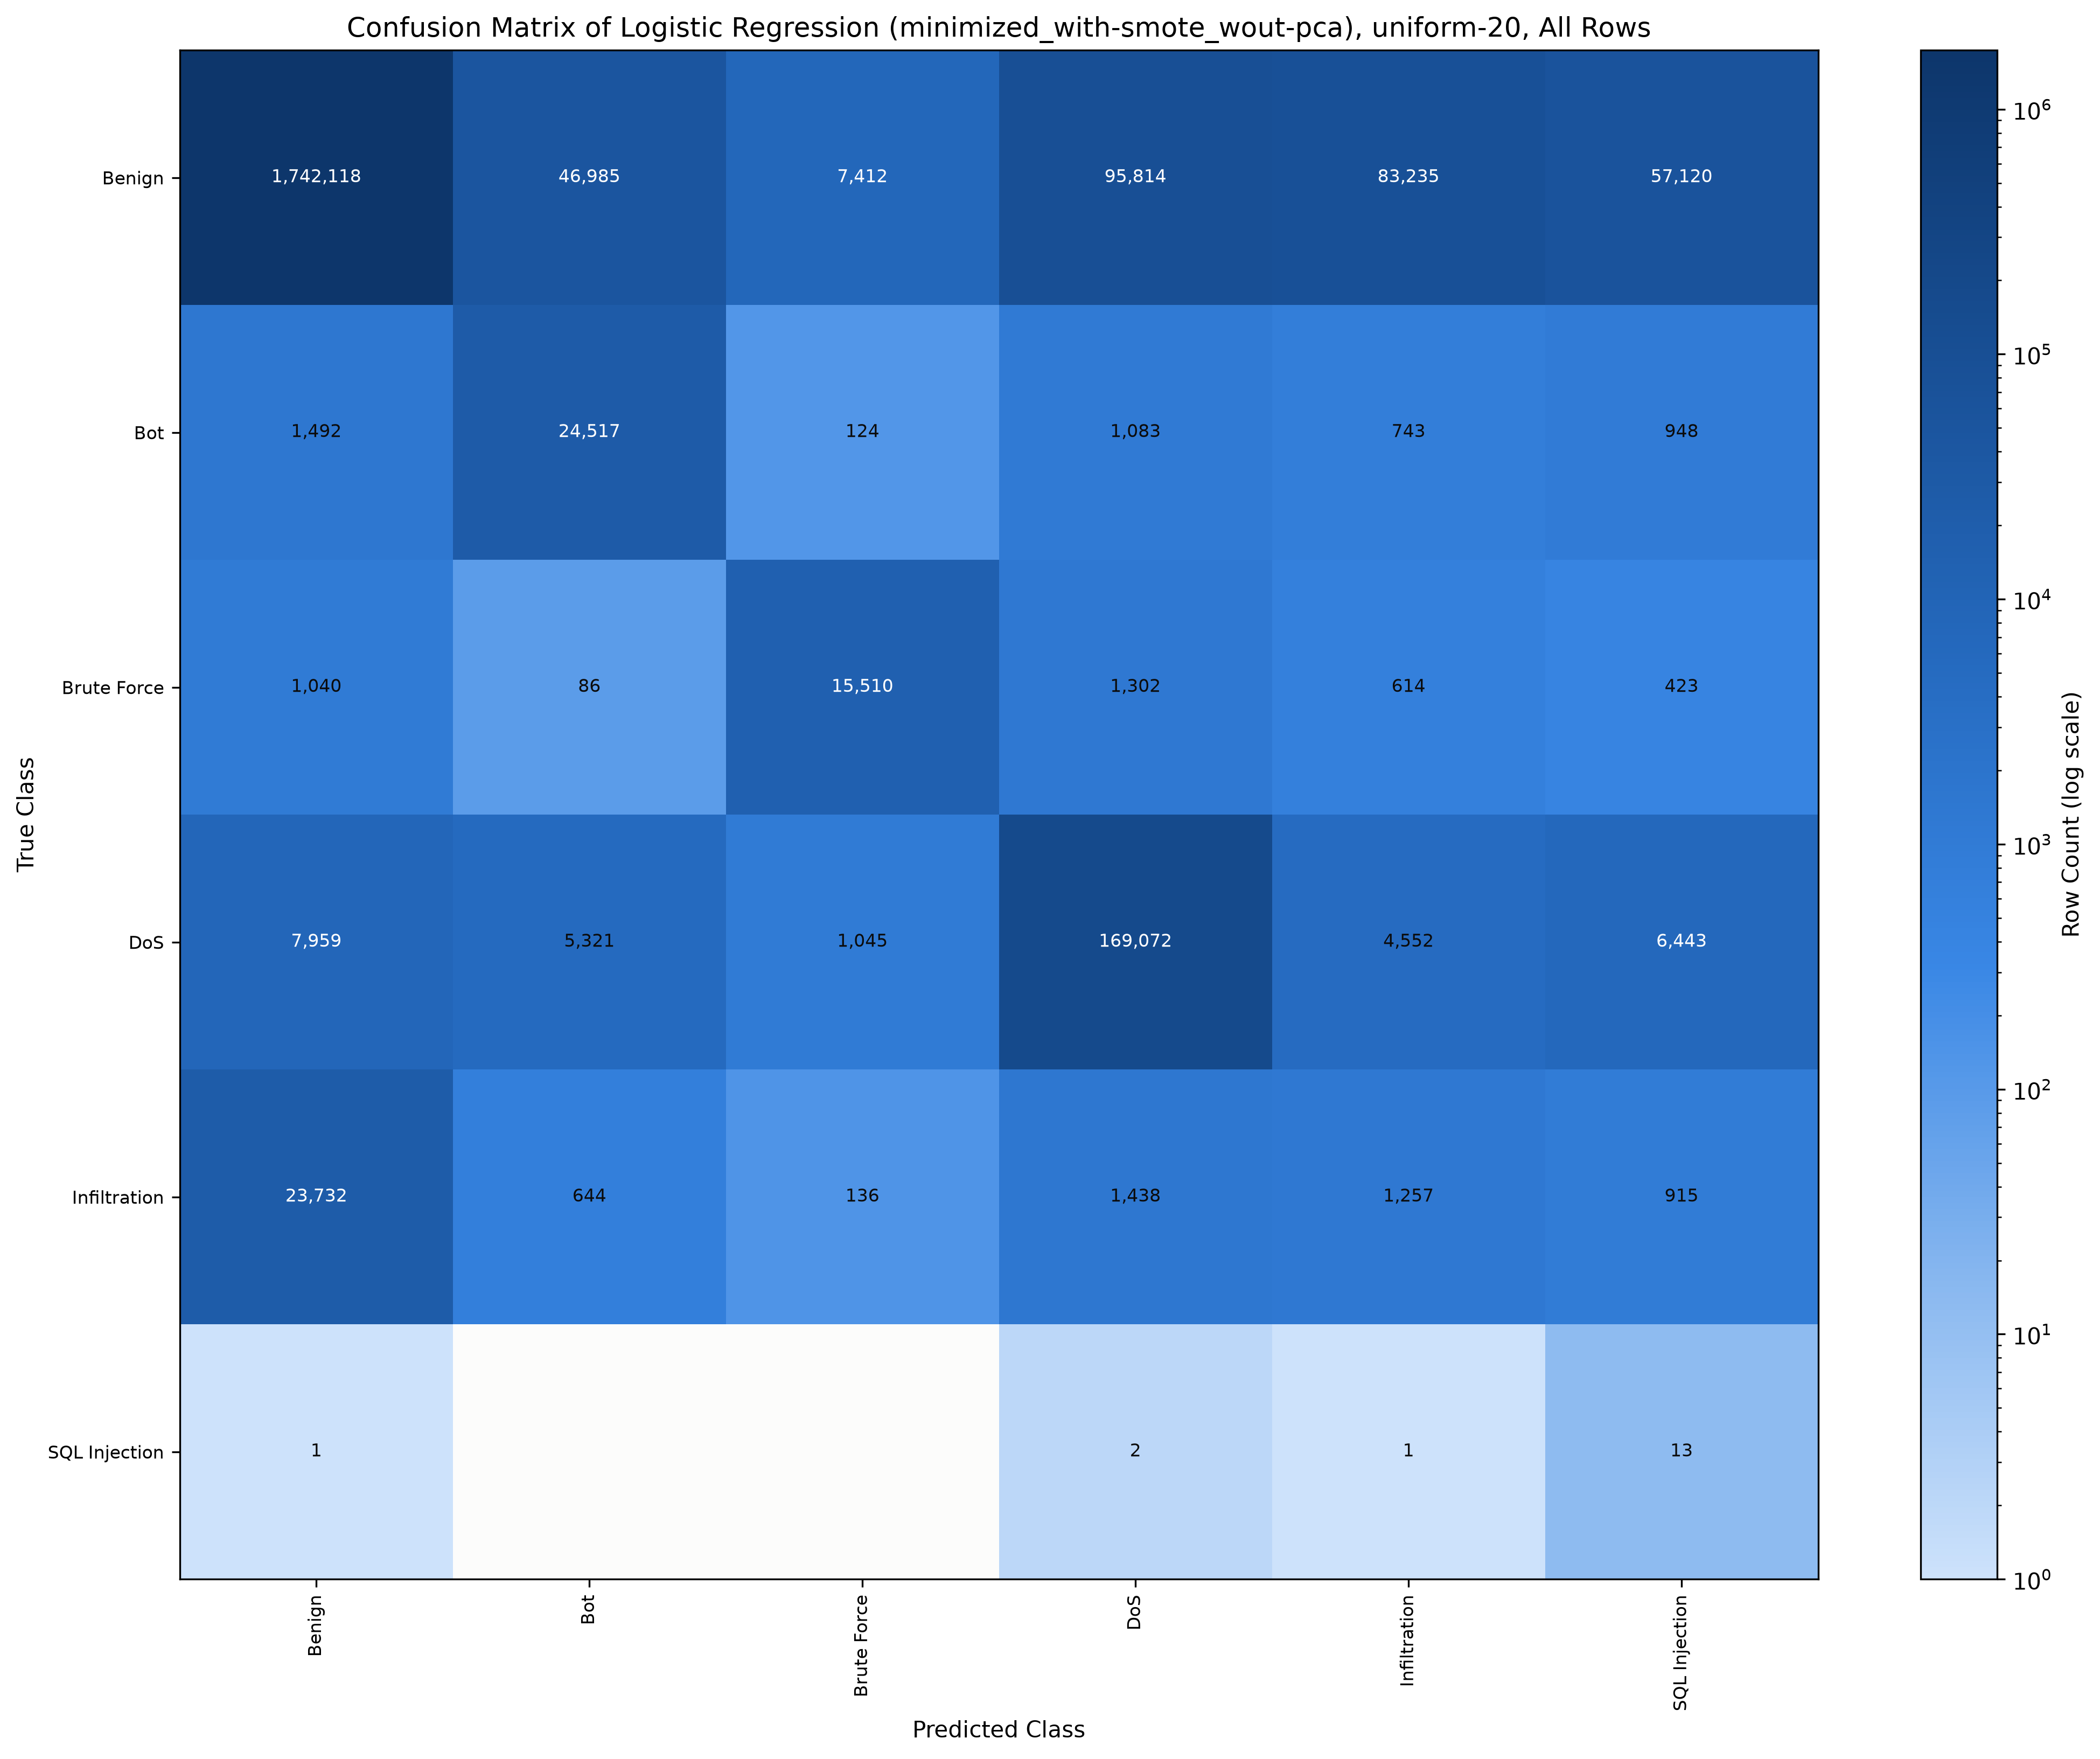 Confusion Matrix of Logistic Regression (minimized_with-smote_wout-pca), uniform-20, All Rows
True Class
Benign 1,742,118 46,985 7,412 95,814 83,235 57,120
Bot 1,492 24,517 124 1,083 743 948
Brute Force 1,040 86 15,510 1,302 614 423
DoS 7,959 5,321 1,045 169,072 4,552 6,443
Infiltration 23,732 644 136 1,438 1,257 915
SQL Injection 1 2 1 13
Benign Bot Brute Force DoS Infiltration SQL Injection
Predicted Class
10⁶
10⁵
10⁴
10³
10²
10¹
10⁰
Row Count (log scale)